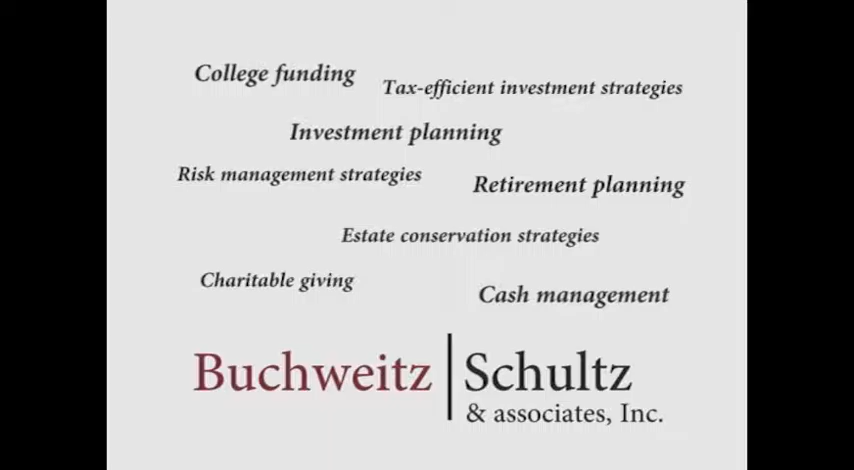 College funding
Tax-efficient investment strategies
Investment planning
Risk management strategies
Retirement planning
Estate conservation strategies
Charitable giving
Cash management
Buchweitz | Schultz
& associates, Inc.